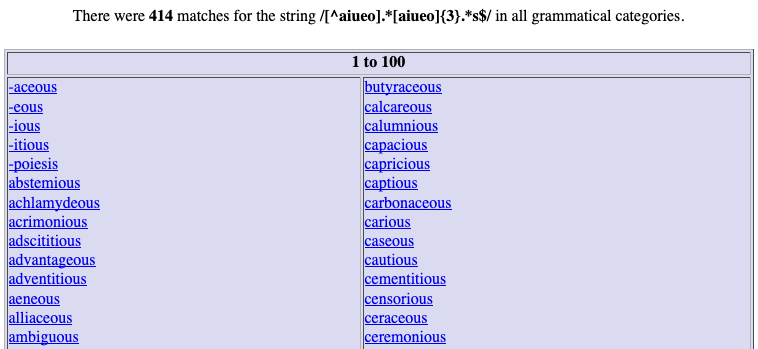 There were 414 matches for the string /[^aiueo].*[aiueo]{3}.*s$/ in all grammatical categories.
1 to 100
-aceous
-eous
-ious
-itious
-poiesis
abstemious
achlamydeous
acrimonious
adscititious
advantageous
adventitious
aeneous
alliaceous
ambiguous
butyraceous
calcareous
calumnious
capacious
capricious
captious
carbonaceous
carious
caseous
cautious
cementitious
censorious
ceraceous
ceremonious